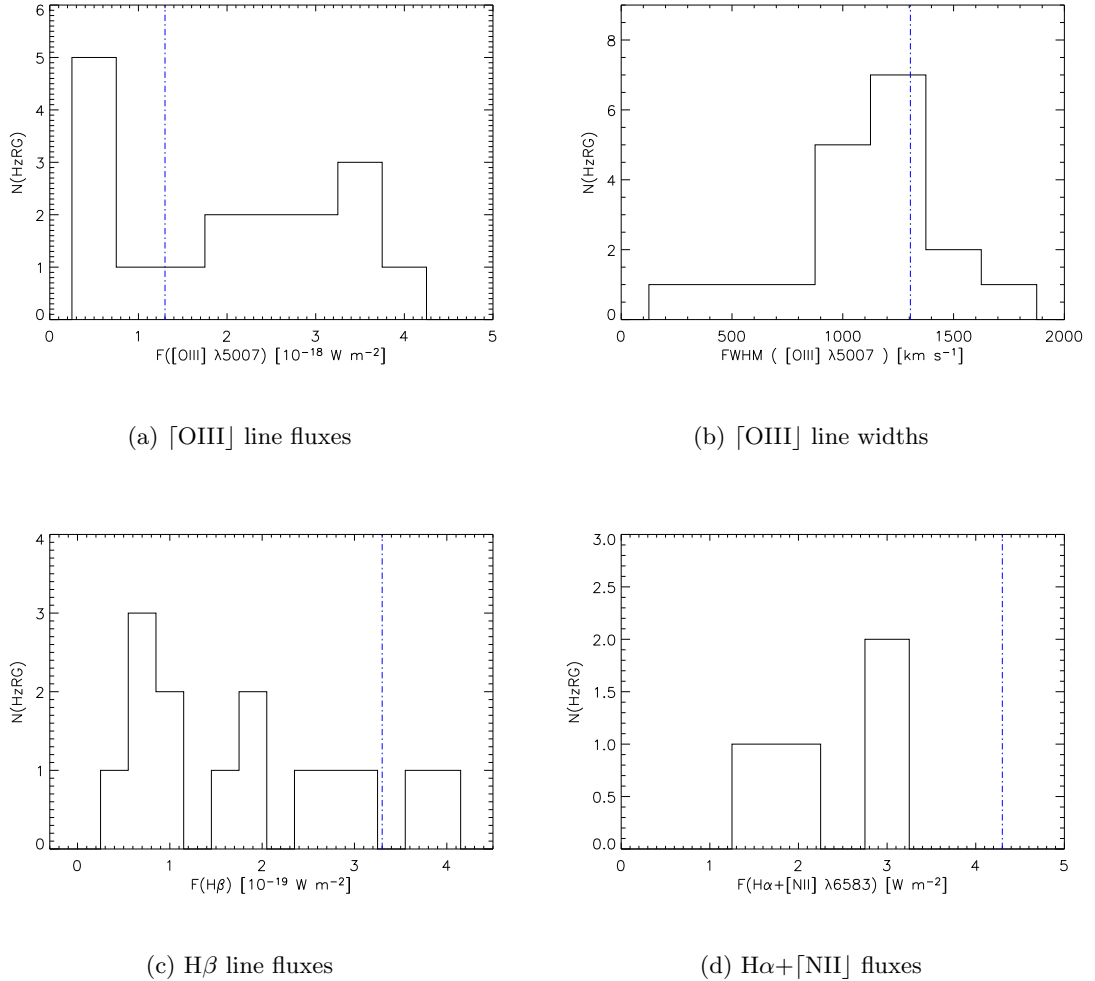 6
5
4
3
2
1
0
N(HzRG)
0 1 2 3 4 5
F([OIII] λ5007) [10⁻¹⁸ W m⁻²]
(a) ⌈OIII⌋ line fluxes
8
6
4
2
0
N(HzRG)
0 500 1000 1500 2000
FWHM ( [OIII] λ5007 ) [km s⁻¹]
(b) ⌈OIII⌋ line widths
4
3
2
1
0
N(HzRG)
0 1 2 3 4
F(Hβ) [10⁻¹⁹ W m⁻²]
(c) Hβ line fluxes
3.0
2.5
2.0
1.5
1.0
0.5
0.0
N(HzRG)
0 1 2 3 4 5
F(Hα+[NII] λ6583) [W m⁻²]
(d) Hα+⌈NII⌋ fluxes